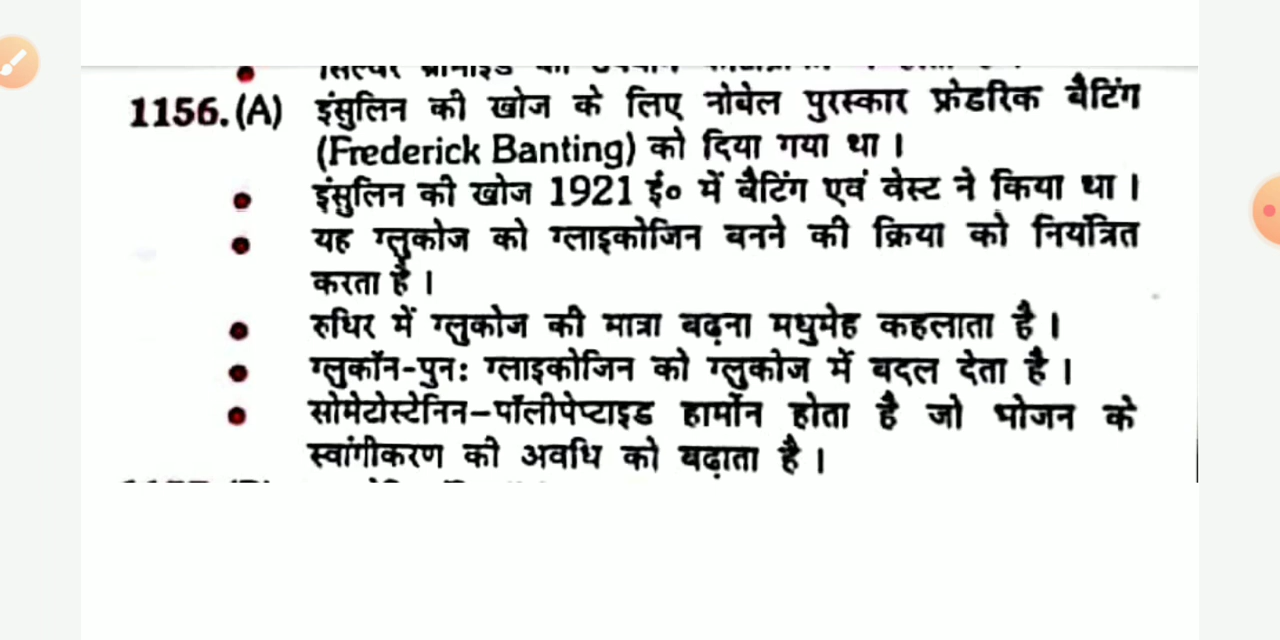 1156.(A) इंसुलिन की खोज के लिए नोबेल पुरस्कार फ्रेडरिक बैटिंग
(Frederick Banting) को दिया गया था ।
इंसुलिन की खोज 1921 ई० में बैटिंग एवं वेस्ट ने किया था ।
यह ग्लुकोज को ग्लाइकोजिन बनने की क्रिया को नियंत्रित
करता है ।
रुधिर में ग्लुकोज की मात्रा बढ़ना मधुमेह कहलाता है ।
ग्लुकॉन-पुन: ग्लाइकोजिन को ग्लुकोज में बदल देता है ।
सोमेटोस्टेनिन-पॉलीपेप्टाइड हार्मोन होता है जो भोजन के
स्वांगीकरण की अवधि को बढ़ाता है ।